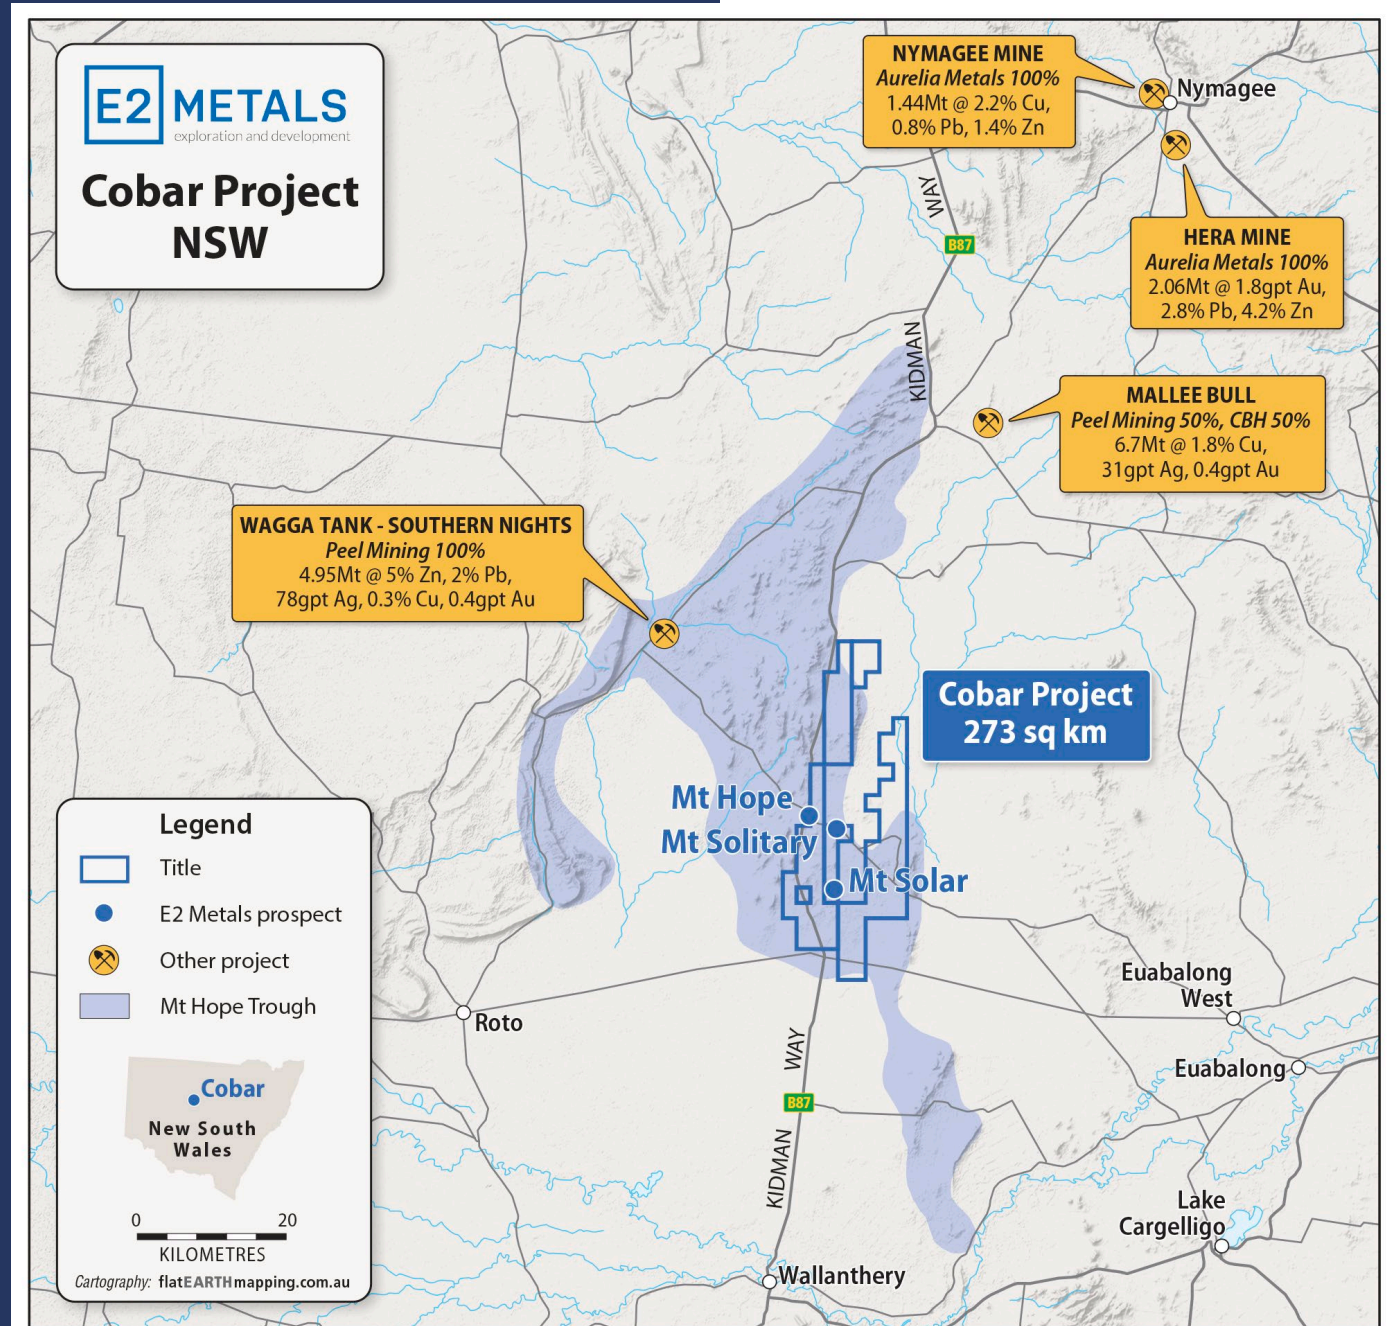 E2 METALS
exploration and development
Cobar Project
NSW
NYMAGEE MINE
Aurelia Metals 100%
1.44Mt @ 2.2% Cu,
0.8% Pb, 1.4% Zn
Nymagee
WAY
B87
HERA MINE
Aurelia Metals 100%
2.06Mt @ 1.8gpt Au,
2.8% Pb, 4.2% Zn
KIDMAN
MALLEE BULL
Peel Mining 50%, CBH 50%
6.7Mt @ 1.8% Cu,
31gpt Ag, 0.4gpt Au
WAGGA TANK - SOUTHERN NIGHTS
Peel Mining 100%
4.95Mt @ 5% Zn, 2% Pb,
78gpt Ag, 0.3% Cu, 0.4gpt Au
Cobar Project
273 sq km
Mt Hope
Mt Solitary
Mt Solar
Legend
Title
E2 Metals prospect
Other project
Mt Hope Trough
Cobar
New South
Wales
0 20
KILOMETRES
Cartography: flatEARTHmapping.com.au
Roto
Euabalong
West
Euabalong
WAY
B87
KIDMAN
Lake
Cargelligo
Wallanthery